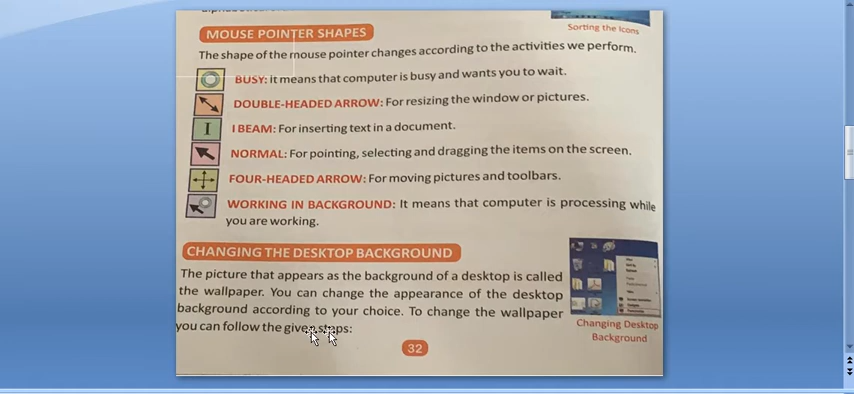 Sorting the Icons
MOUSE POINTER SHAPES
The shape of the mouse pointer changes according to the activities we perform.
BUSY: it means that computer is busy and wants you to wait.
DOUBLE-HEADED ARROW: For resizing the window or pictures.
I
I BEAM: For inserting text in a document.
NORMAL: For pointing, selecting and dragging the items on the screen.
FOUR-HEADED ARROW: For moving pictures and toolbars.
WORKING IN BACKGROUND: It means that computer is processing while
you are working.
CHANGING THE DESKTOP BACKGROUND
The picture that appears as the background of a desktop is called
the wallpaper. You can change the appearance of the desktop
background according to your choice. To change the wallpaper
you can follow the given steps:
Changing Desktop
Background
32